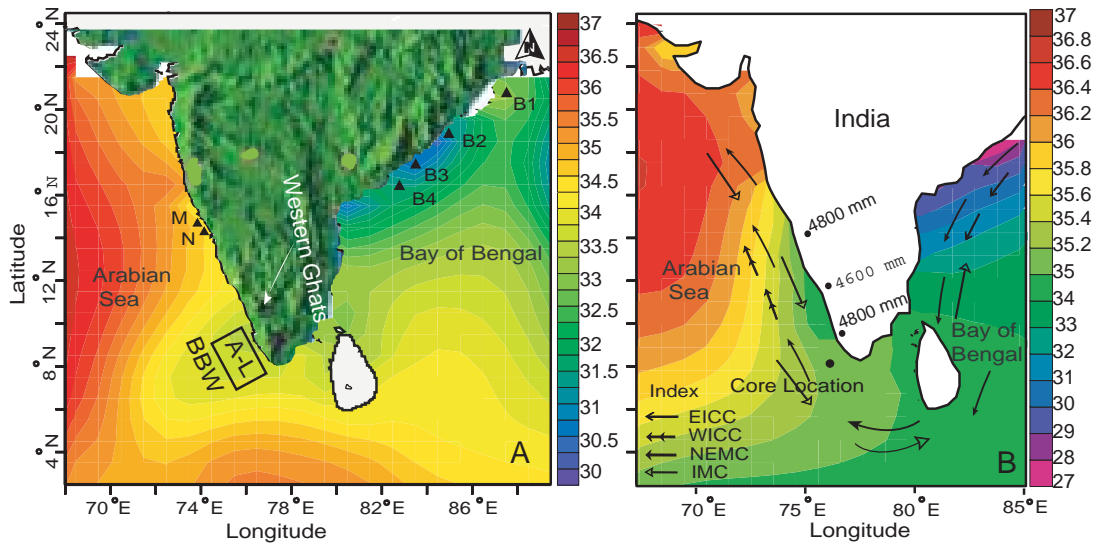 24°N
20°N
16°N
12°N
8°N
4°N
Latitude
N
B1
B2
B3
B4
M
N
Western Ghats
Arabian
Sea
Bay of Bengal
A-L
BBW
A
70°E
74°E
78°E
82°E
86°E
Longitude
37
36.5
36
35.5
35
34.5
34
33.5
33
32.5
32
31.5
31
30.5
30
India
4800 mm
4600 mm
4800 mm
Arabian
Sea
Bay of
Bengal
Core Location
Index
EICC
WICC
NEMC
IMC
B
70°E
75°E
80°E
85°E
Longitude
37
36.8
36.6
36.4
36.2
36
35.8
35.6
35.4
35.2
35
34
33
32
31
30
29
28
27